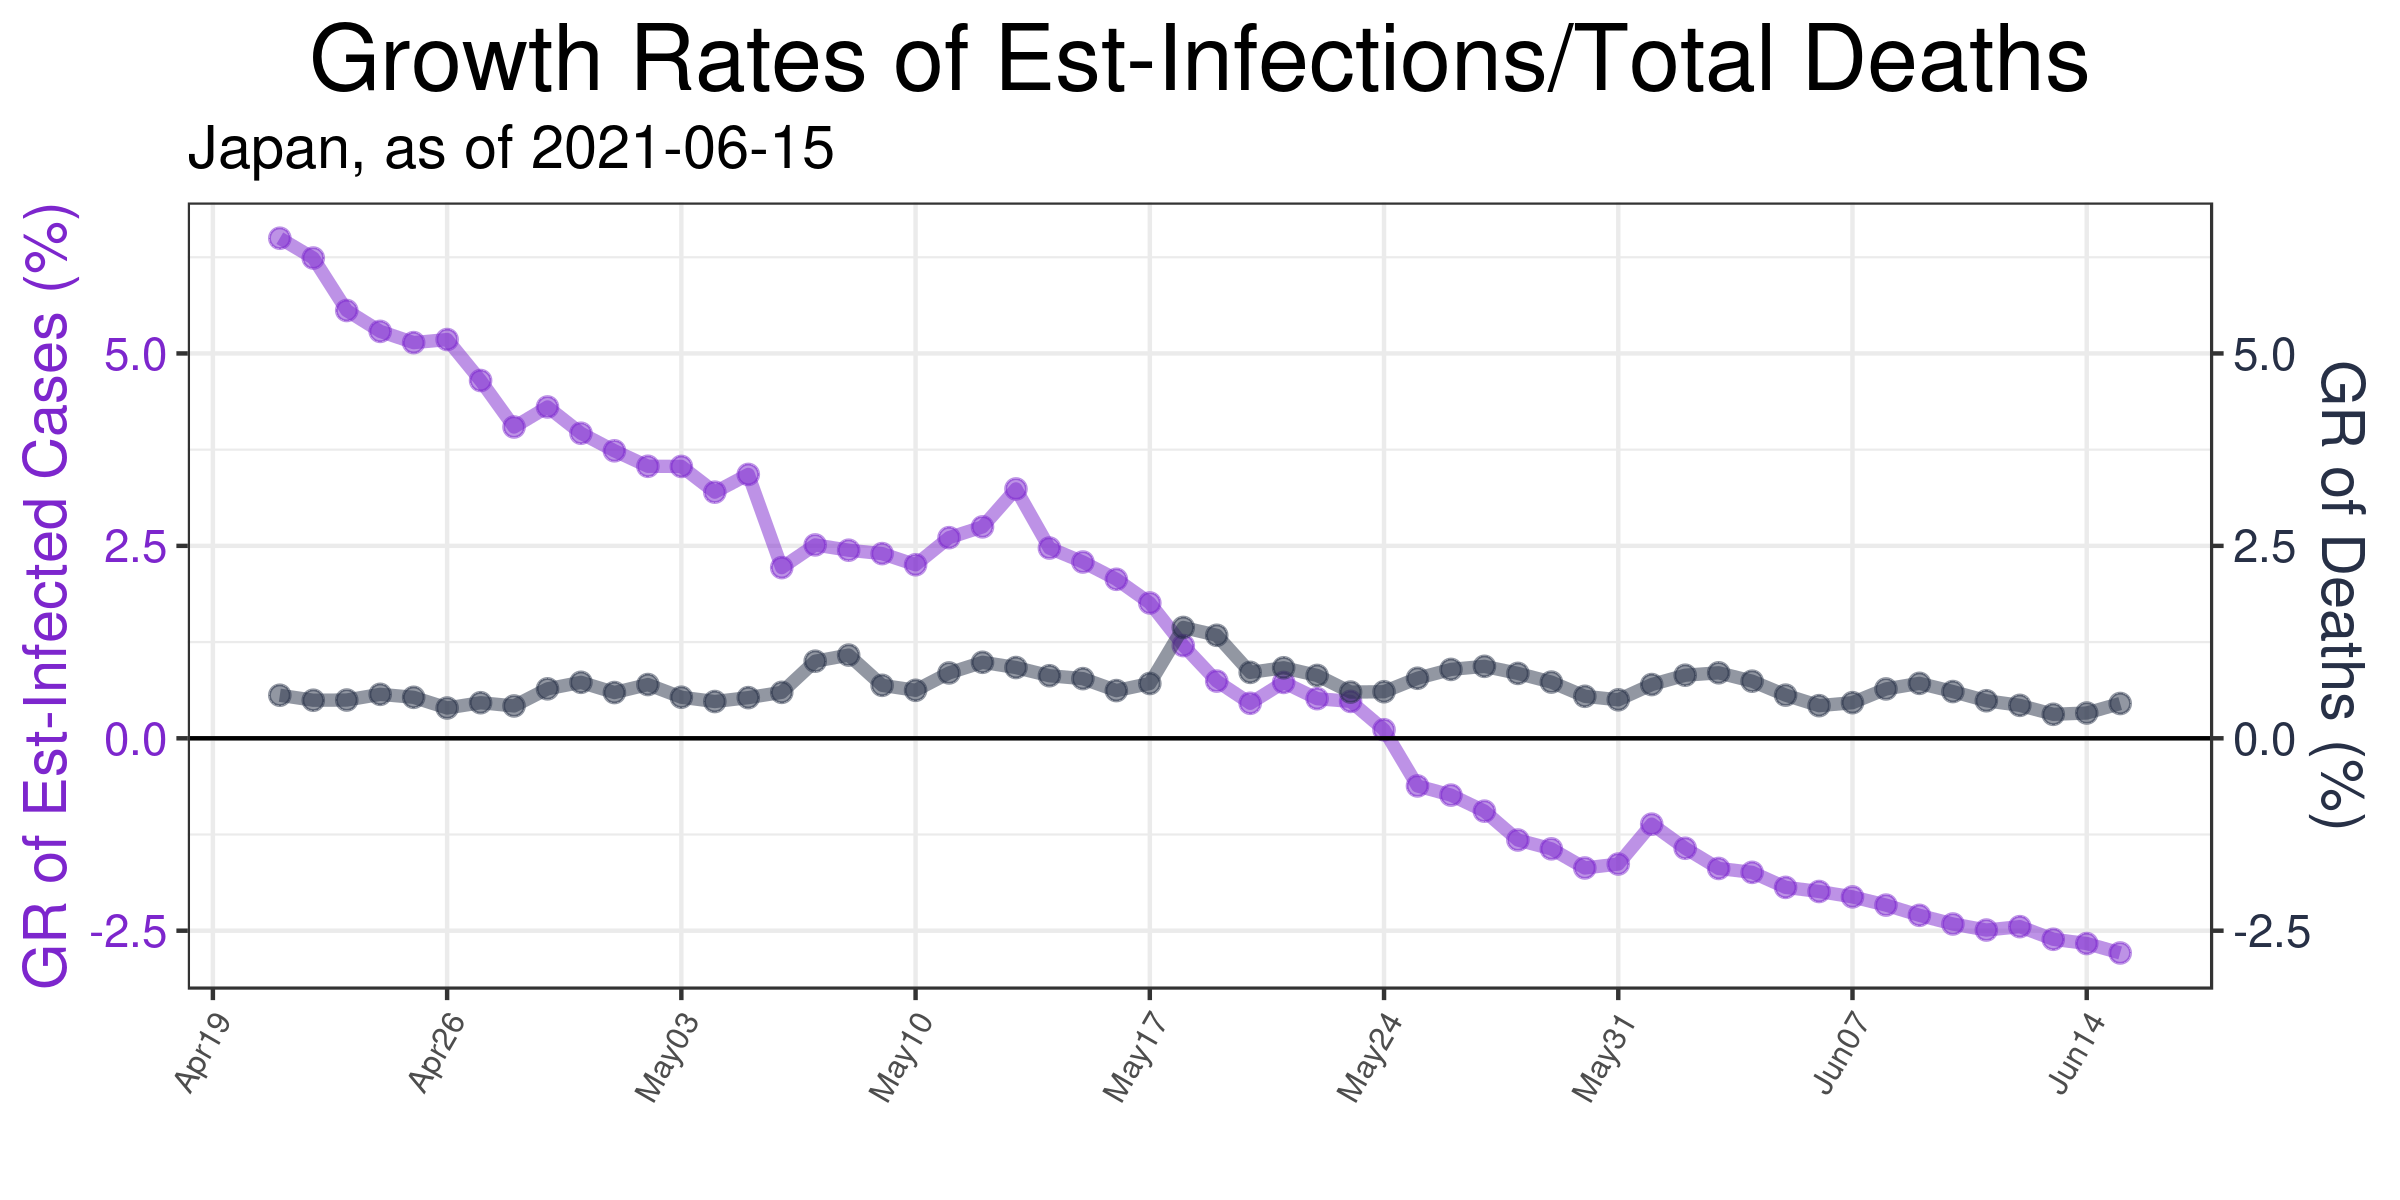 Growth Rates of Est-Infections/Total Deaths
Japan, as of 2021-06-15
GR of Est-Infected Cases (%)
5.0
2.5
0.0
-2.5
5.0
2.5
0.0
-2.5
GR of Deaths (%)
Apr19
Apr26
May03
May10
May17
May24
May31
Jun07
Jun14